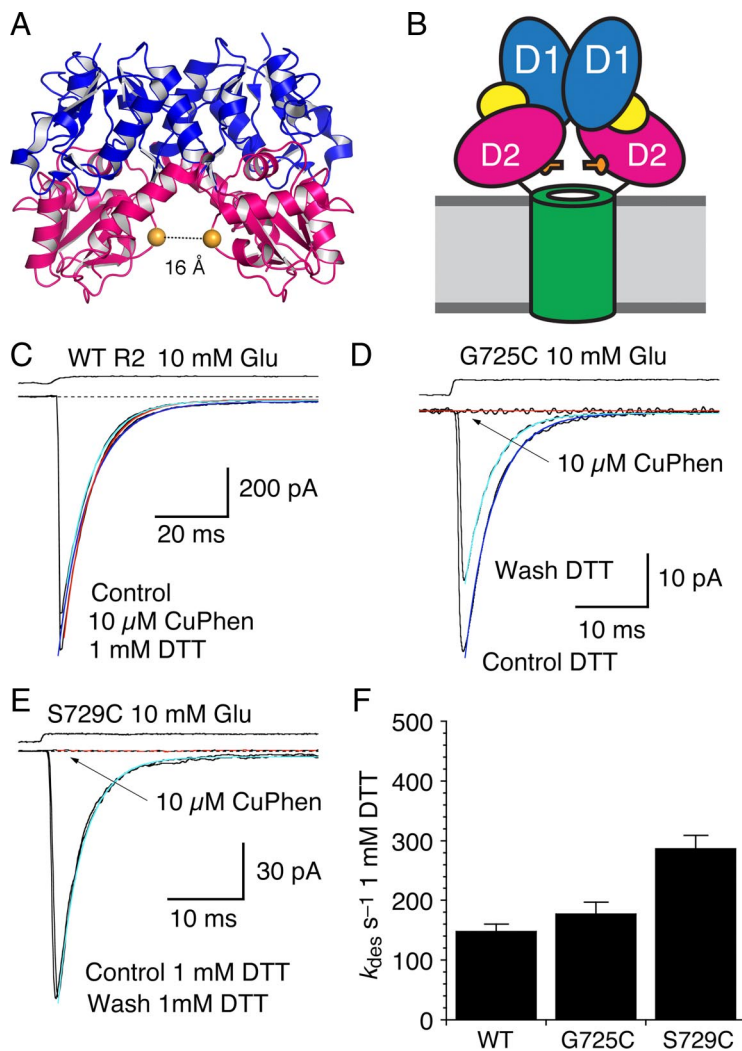 A
16 Å
B
D1 D1
D2 D2
C
WT R2 10 mM Glu
200 pA
20 ms
Control
10 µM CuPhen
1 mM DTT
D
G725C 10 mM Glu
10 µM CuPhen
Wash DTT
10 pA
10 ms
Control DTT
E
S729C 10 mM Glu
10 µM CuPhen
30 pA
10 ms
Control 1 mM DTT
Wash 1mM DTT
F
500
400
300
200
100
0
kdes s–1 1 mM DTT
WT G725C S729C